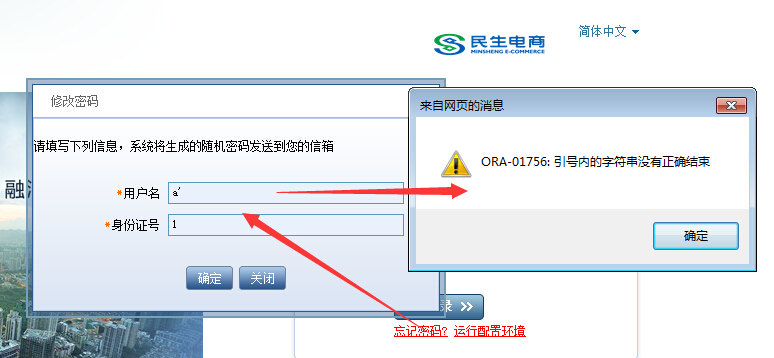 简体中文
民生电商
MINSHENG E-COMMERCE
修改密码
来自网页的消息
请填写下列信息，系统将生成的随机密码发送到您的信箱
ORA-01756: 引号内的字符串没有正确结束
融
*用户名 a'
*身份证号 1
确定
确定 关闭
录 >>
忘记密码? 运行配置环境